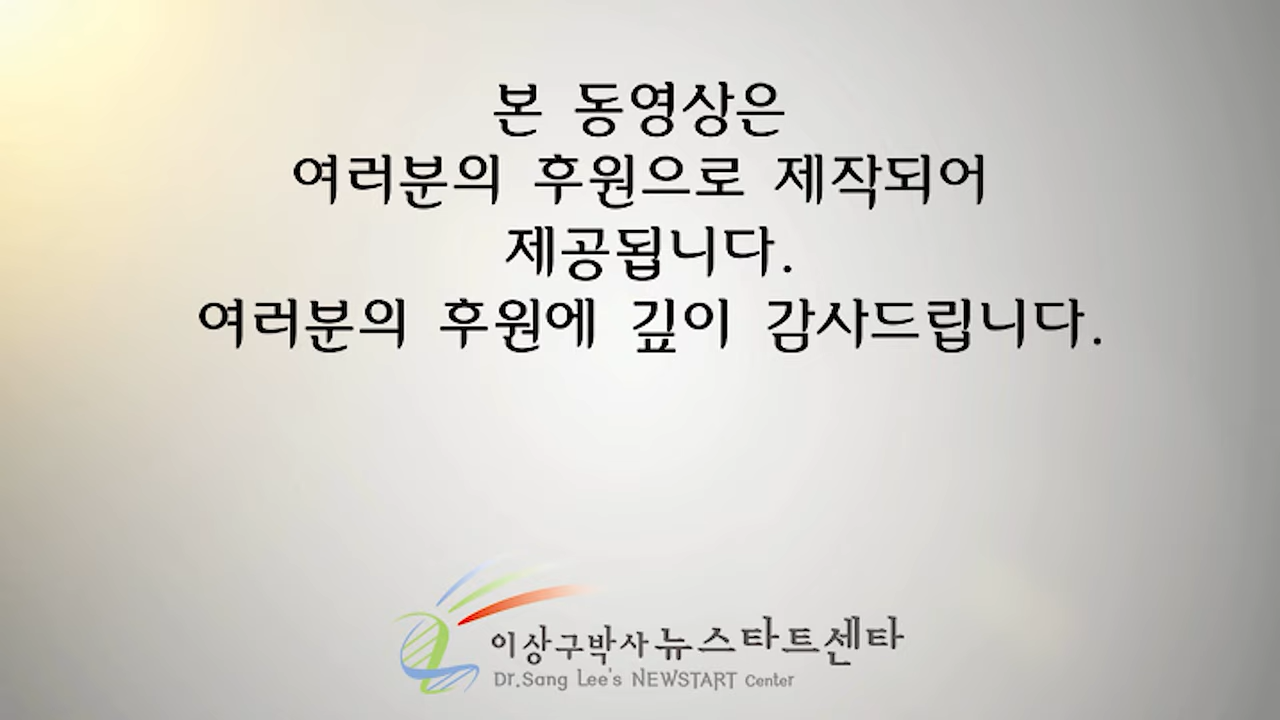 본 동영상은
여러분의 후원으로 제작되어
제공됩니다.
여러분의 후원에 깊이 감사드립니다.
이상구박사 뉴스타트센타
Dr.Sang Lee's NEWSTART Center